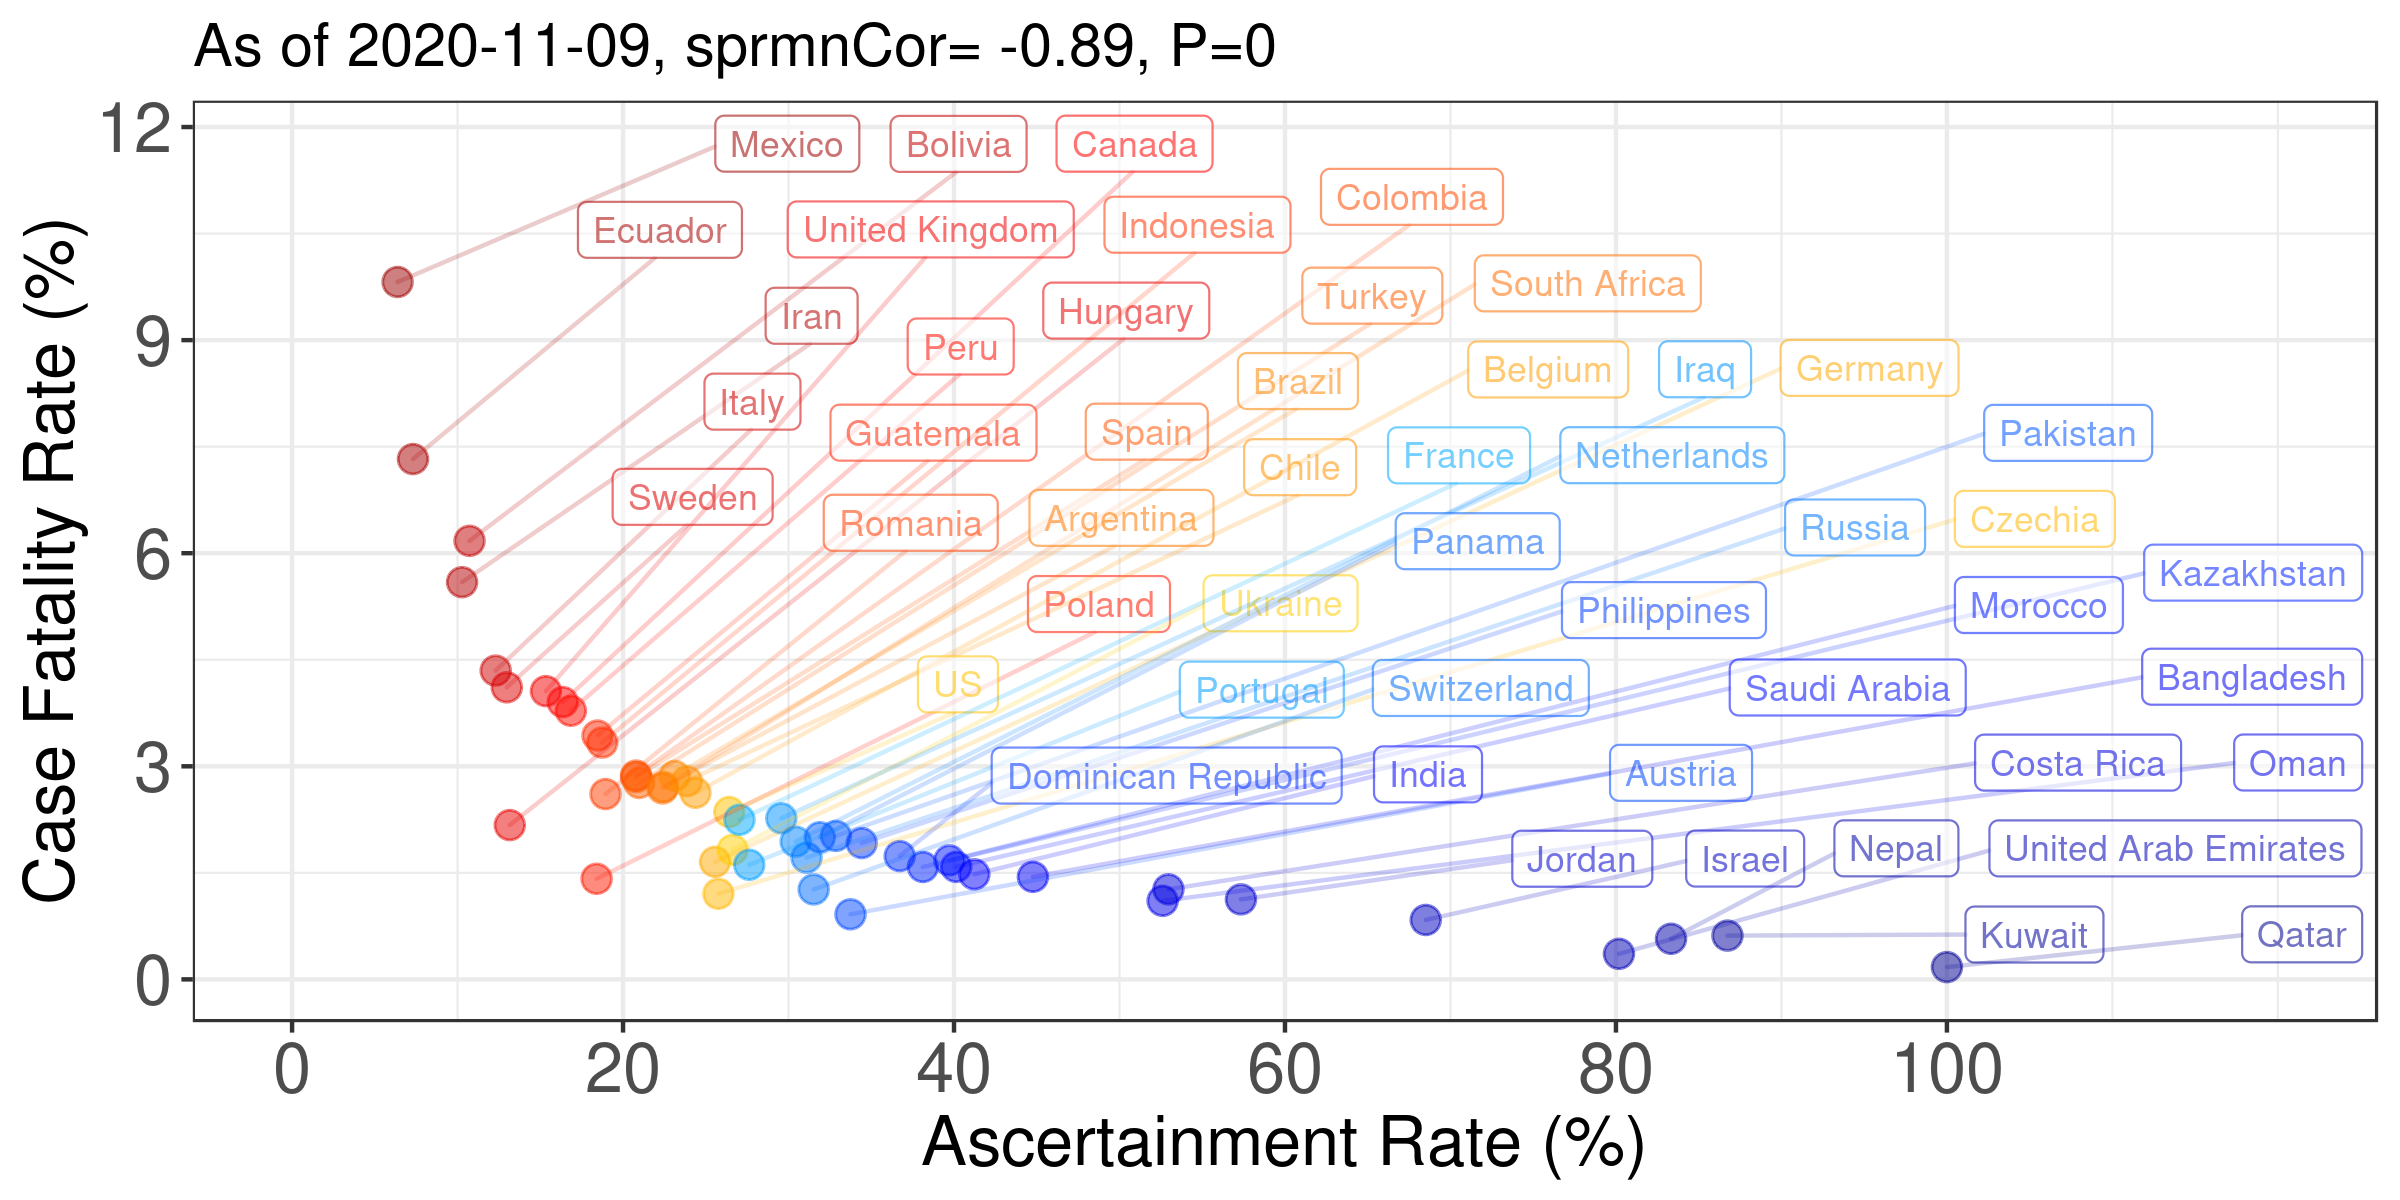 As of 2020-11-09, sprmnCor= -0.89, P=0
Case Fatality Rate (%)
12
9
6
3
0
Mexico
Bolivia
Canada
Colombia
Ecuador
United Kingdom
Indonesia
Turkey
South Africa
Iran
Hungary
Peru
Brazil
Belgium
Iraq
Germany
Italy
Guatemala
Spain
Chile
France
Netherlands
Pakistan
Sweden
Romania
Argentina
Panama
Russia
Czechia
Kazakhstan
Poland
Ukraine
Philippines
Morocco
US
Portugal
Switzerland
Saudi Arabia
Bangladesh
Dominican Republic
India
Austria
Costa Rica
Oman
Jordan
Israel
Nepal
United Arab Emirates
Kuwait
Qatar
0
20
40
60
80
100
Ascertainment Rate (%)